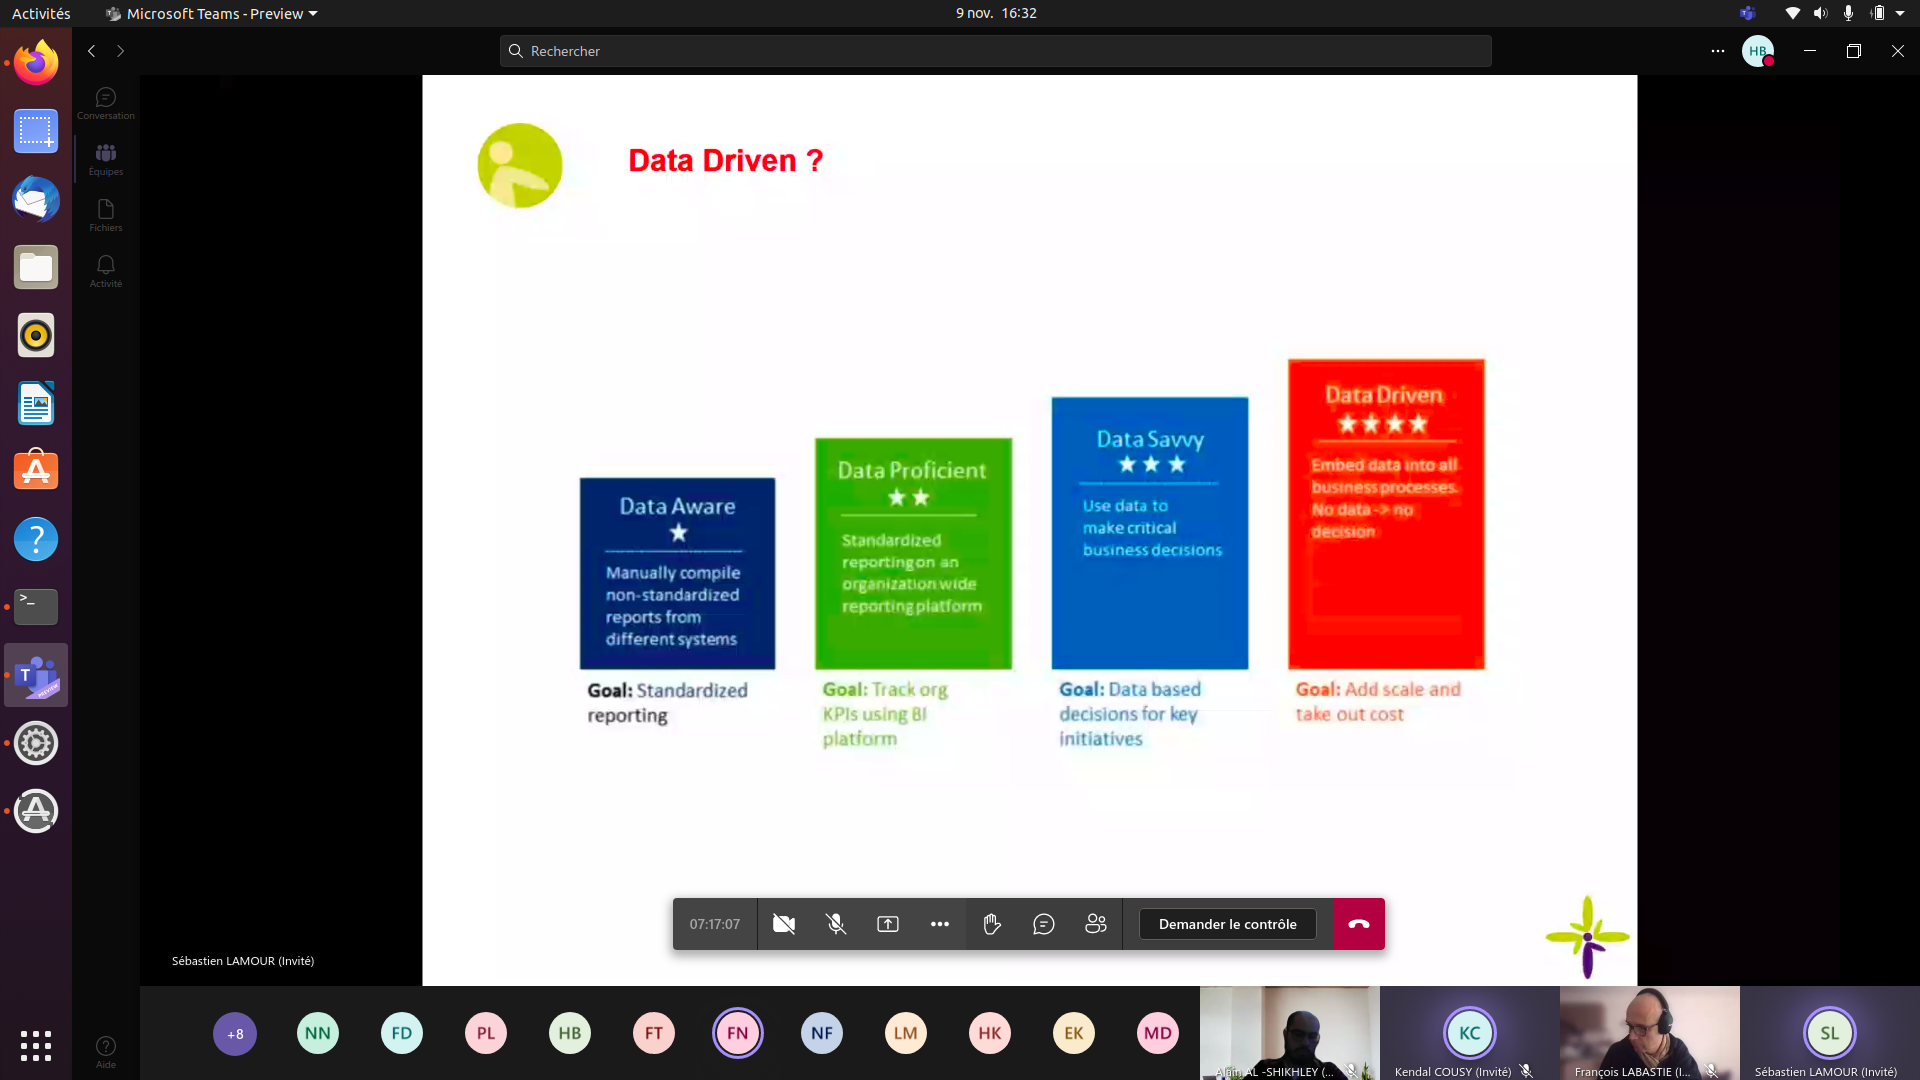 Activités
Microsoft Teams - Preview
9 nov. 16:32
Rechercher
HB
Conversation
Équipes
Fichiers
Activité
Aide
Data Driven ?
Data Aware
Manually compile
non-standardized
reports from
different systems
Goal: Standardized
reporting
Data Proficient
Standardized
reporting on an
organization wide
reporting platform
Goal: Track org
KPIs using BI
platform
Data Savvy
Use data to
make critical
business decisions
Goal: Data based
decisions for key
initiatives
Data Driven
Embed data into all
business processes.
No data -> no
decision
Goal: Add scale and
take out cost
07:17:07
Demander le contrôle
Sébastien LAMOUR (Invité)
+8
NN
FD
PL
HB
FT
FN
NF
LM
HK
EK
MD
Alain AL -SHIKHLEY (...
KC
Kendal COUSY (Invité)
François LABASTIE (I...
SL
Sébastien LAMOUR (Invité)